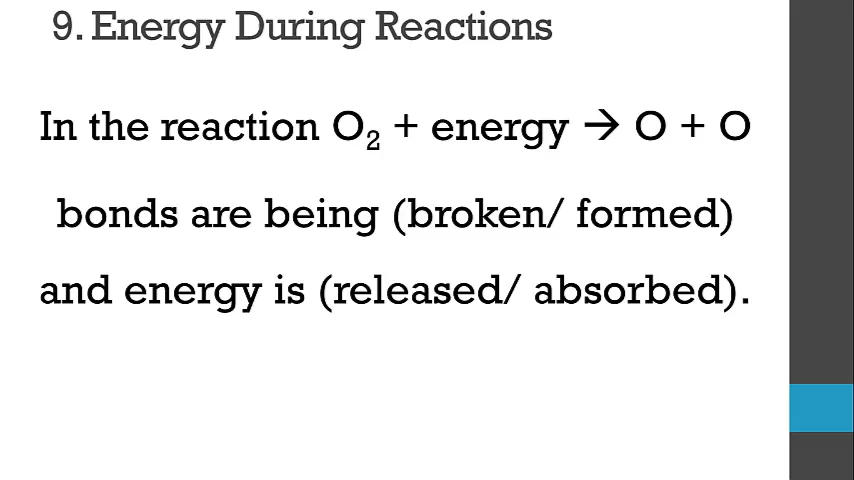 9. Energy During Reactions
In the reaction O₂ + energy → O + O
bonds are being (broken/ formed)
and energy is (released/ absorbed).